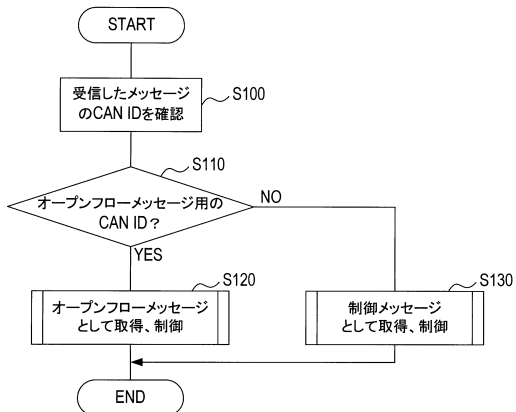 START
受信したメッセージ
のCAN IDを確認
S100
S110
オープンフローメッセージ用の
CAN ID？
NO
YES
S120
オープンフローメッセージ
として取得、制御
S130
制御メッセージ
として取得、制御
END